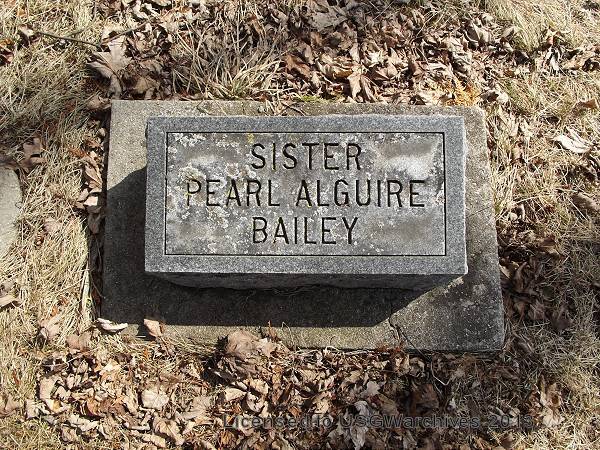 SISTER
PEARL ALGUIRE
BAILEY
Licensed to USGWarchives 2013